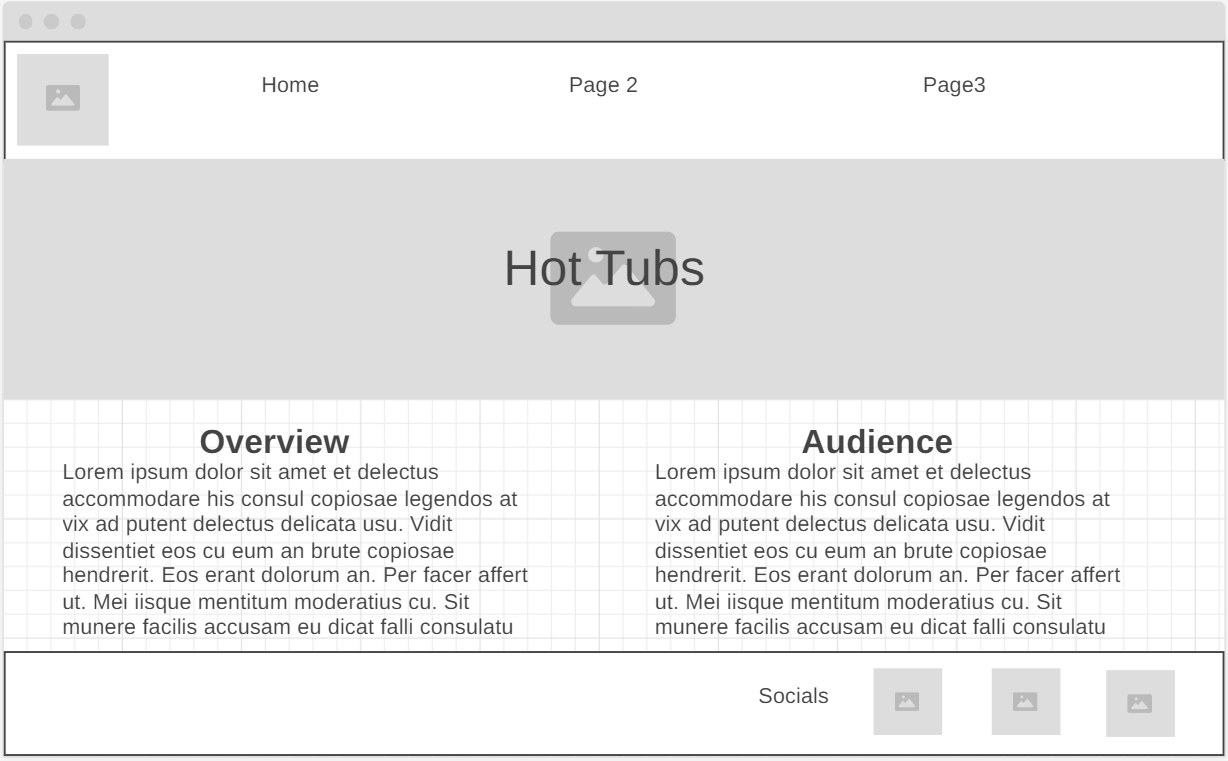 Home
Page 2
Page3
Hot Tubs
Overview
Lorem ipsum dolor sit amet et delectus
accommodare his consul copiosae legendos at
vix ad putent delectus delicata usu. Vidit
dissentiet eos cu eum an brute copiosae
hendrerit. Eos erant dolorum an. Per facer affert
ut. Mei iisque mentitum moderatius cu. Sit
munere facilis accusam eu dicat falli consulatu
Audience
Lorem ipsum dolor sit amet et delectus
accommodare his consul copiosae legendos at
vix ad putent delectus delicata usu. Vidit
dissentiet eos cu eum an brute copiosae
hendrerit. Eos erant dolorum an. Per facer affert
ut. Mei iisque mentitum moderatius cu. Sit
munere facilis accusam eu dicat falli consulatu
Socials